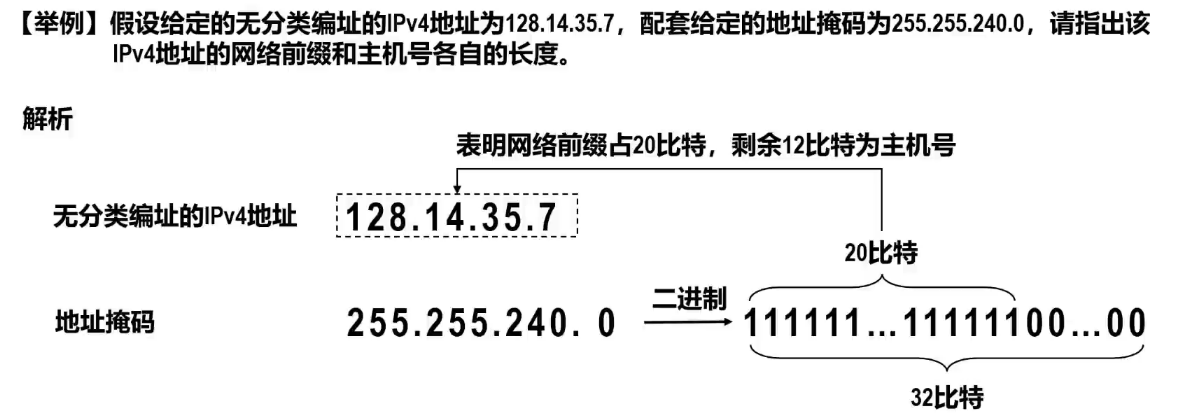 【举例】假设给定的无分类编址的IPv4地址为128.14.35.7，配套给定的地址掩码为255.255.240.0，请指出该
IPv4地址的网络前缀和主机号各自的长度。
解析
表明网络前缀占20比特，剩余12比特为主机号
无分类编址的IPv4地址 128.14.35.7
20比特
地址掩码 255.255.240. 0 二进制 111111...11111100...00
32比特